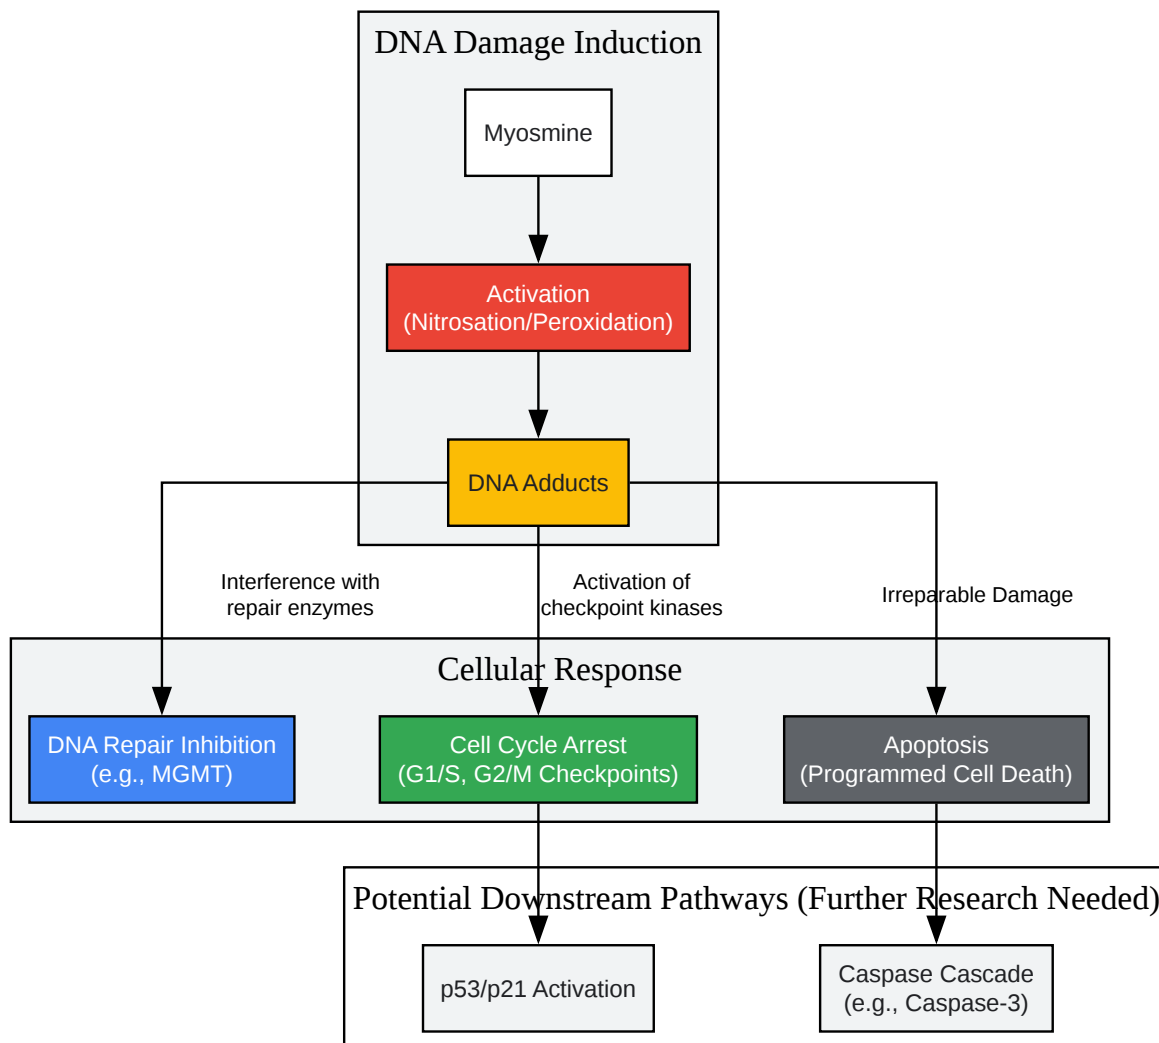 DNA Damage Induction
Myosmine
Activation
(Nitrosation/Peroxidation)
DNA Adducts
Interference with
repair enzymes
Activation of
checkpoint kinases
Irreparable Damage
Cellular Response
DNA Repair Inhibition
(e.g., MGMT)
Cell Cycle Arrest
(G1/S, G2/M Checkpoints)
Apoptosis
(Programmed Cell Death)
Potential Downstream Pathways (Further Research Needed)
p53/p21 Activation
Caspase Cascade
(e.g., Caspase-3)